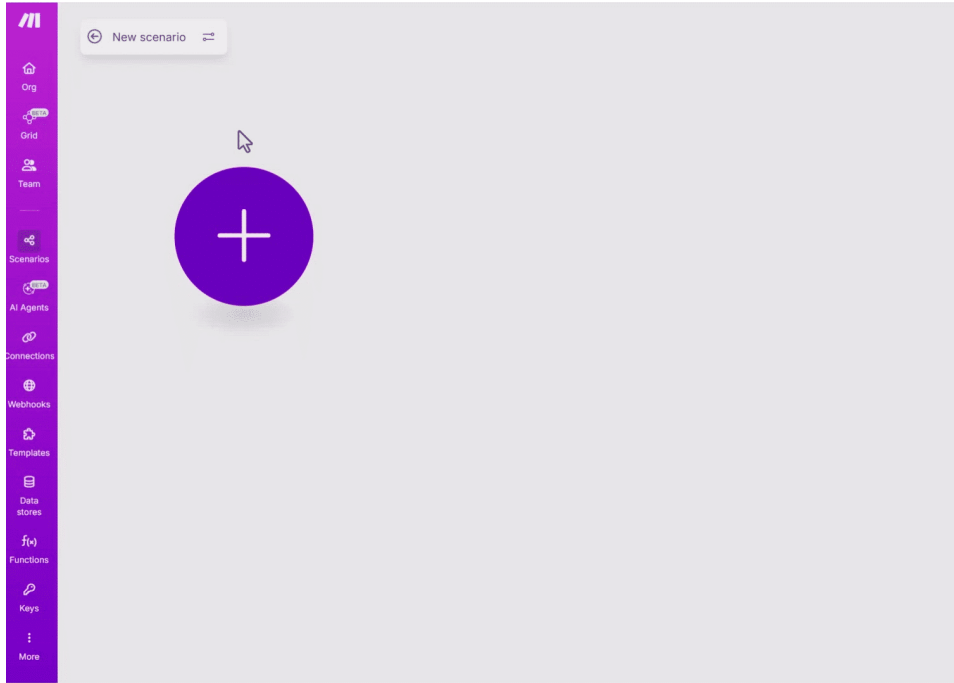 New scenario
Org
BETA
Grid
Team
Scenarios
BETA
AI Agents
Connections
Webhooks
Templates
Data
stores
f(x)
Functions
Keys
More